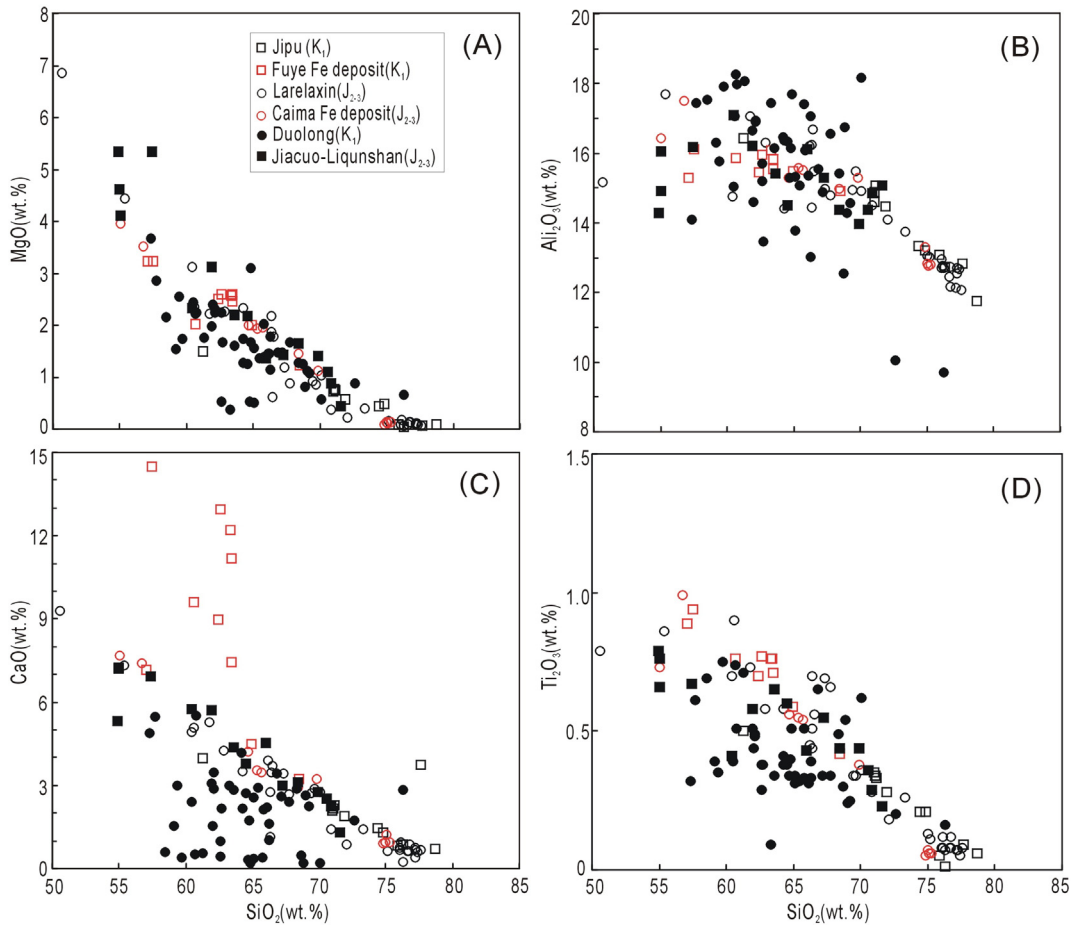 8
7
6
5
4
3
2
1
0
MgO(wt.%)
(A)
Jipu (K1)
Fuye Fe deposit(K1)
Larelaxin(J2-3)
Caima Fe deposit(J2-3)
Duolong(K1)
Jiacuo-Liqunshan(J2-3)
20
18
16
14
12
10
8
Ali2O3(wt.%)
(B)
15
12
9
6
3
0
CaO(wt.%)
(C)
50 55 60 65 70 75 80 85
SiO2(wt.%)
1.5
1.0
0.5
0
Ti2O3(wt.%)
(D)
50 55 60 65 70 75 80 85
SiO2(wt.%)